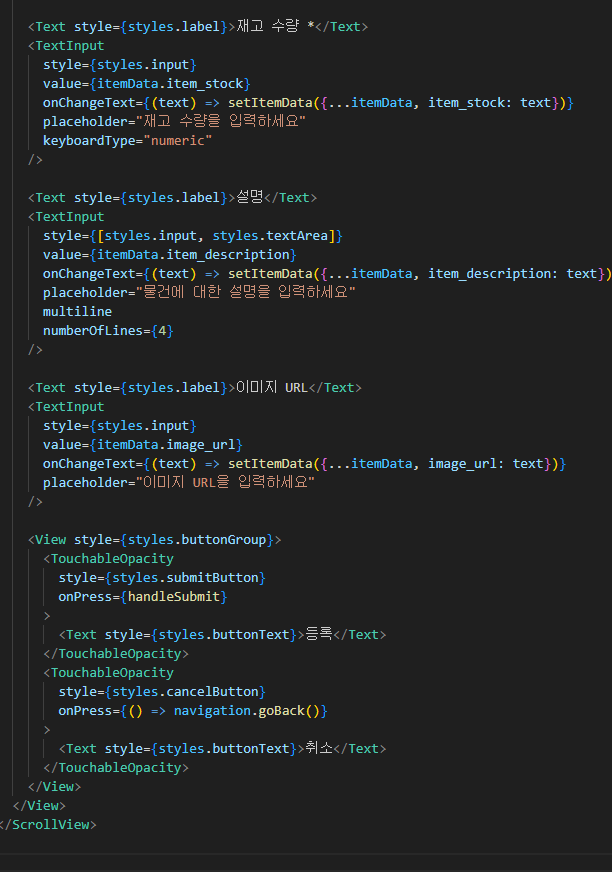 <Text style={styles.label}>재고 수량 *</Text>
<TextInput
style={styles.input}
value={itemData.item_stock}
onChangeText={(text) => setItemData({...itemData, item_stock: text})}
placeholder="재고 수량을 입력하세요"
keyboardType="numeric"
/>
<Text style={styles.label}>설명</Text>
<TextInput
style={[styles.input, styles.textArea]}
value={itemData.item_description}
onChangeText={(text) => setItemData({...itemData, item_description: text})
placeholder="물건에 대한 설명을 입력하세요"
multiline
numberOfLines={4}
/>
<Text style={styles.label}>이미지 URL</Text>
<TextInput
style={styles.input}
value={itemData.image_url}
onChangeText={(text) => setItemData({...itemData, image_url: text})}
placeholder="이미지 URL을 입력하세요"
/>
<View style={styles.buttonGroup}>
<TouchableOpacity
style={styles.submitButton}
onPress={handleSubmit}
>
<Text style={styles.buttonText}>등록</Text>
</TouchableOpacity>
<TouchableOpacity
style={styles.cancelButton}
onPress={() => navigation.goBack()}
>
<Text style={styles.buttonText}>취소</Text>
</TouchableOpacity>
</View>
</View>
</ScrollView>